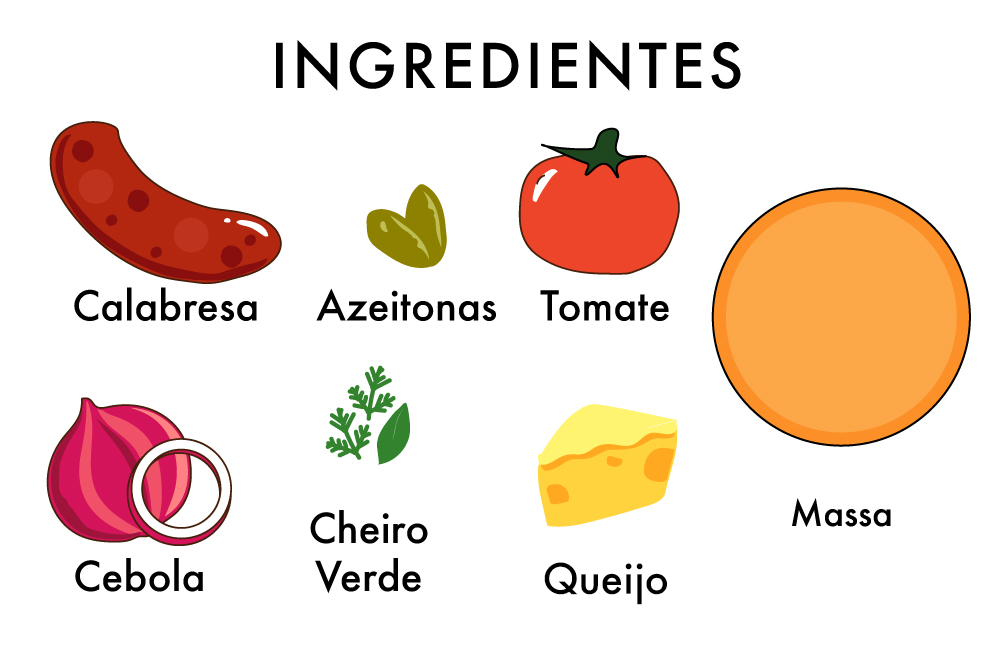 INGREDIENTES
Calabresa
Azeitonas
Tomate
Cebola
Cheiro
Verde
Queijo
Massa